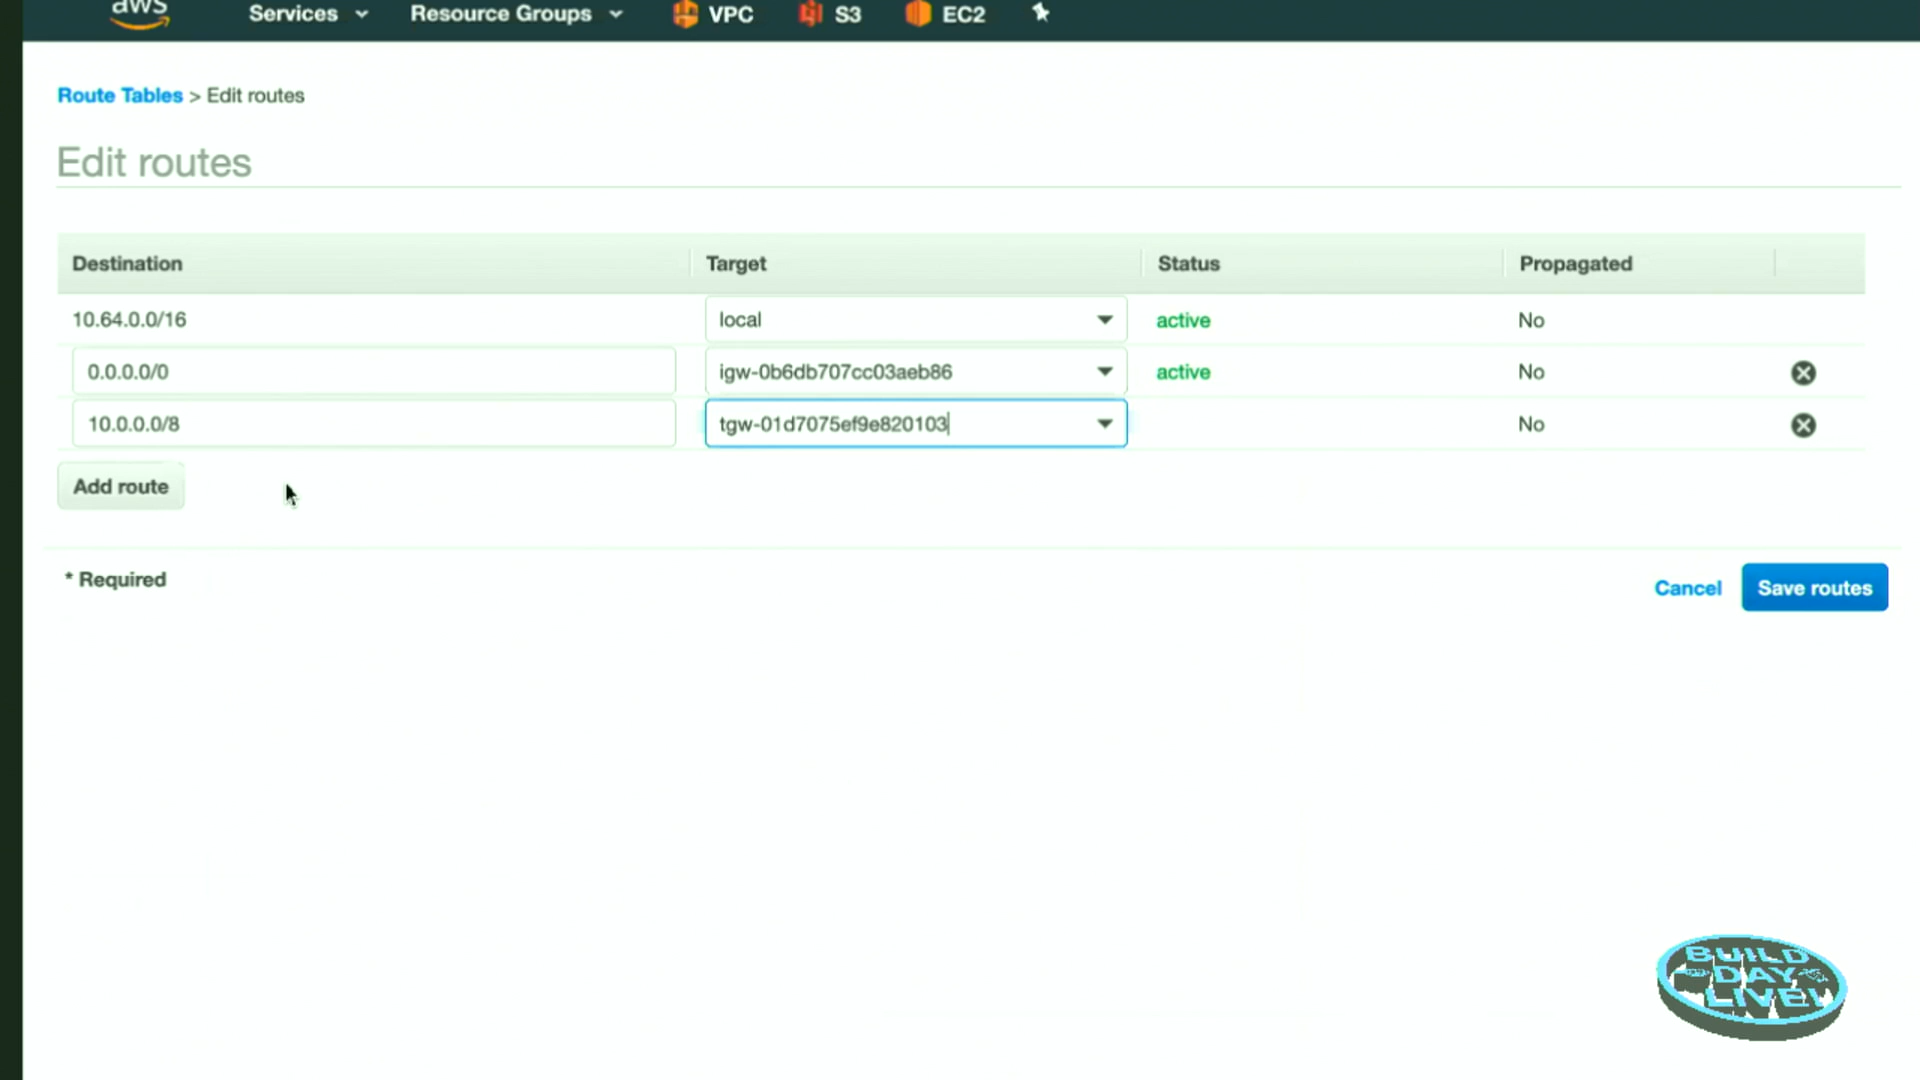 aws Services Resource Groups VPC S3 EC2
Route Tables > Edit routes
Edit routes
Destination Target Status Propagated
10.64.0.0/16 local active No
0.0.0.0/0 igw-0b6db707cc03aeb86 active No
10.0.0.0/8 tgw-01d7075ef9e820103 No
Add route
* Required
Cancel Save routes
BUILD
DAY
LIVE!